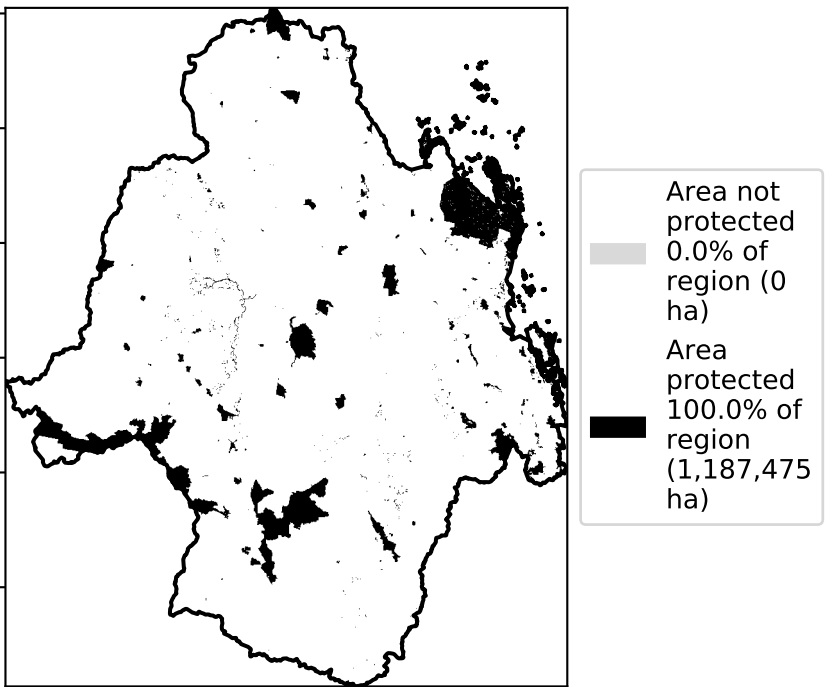 Area not
protected
0.0% of
region (0
ha)
Area
protected
100.0% of
region
(1,187,475
ha)